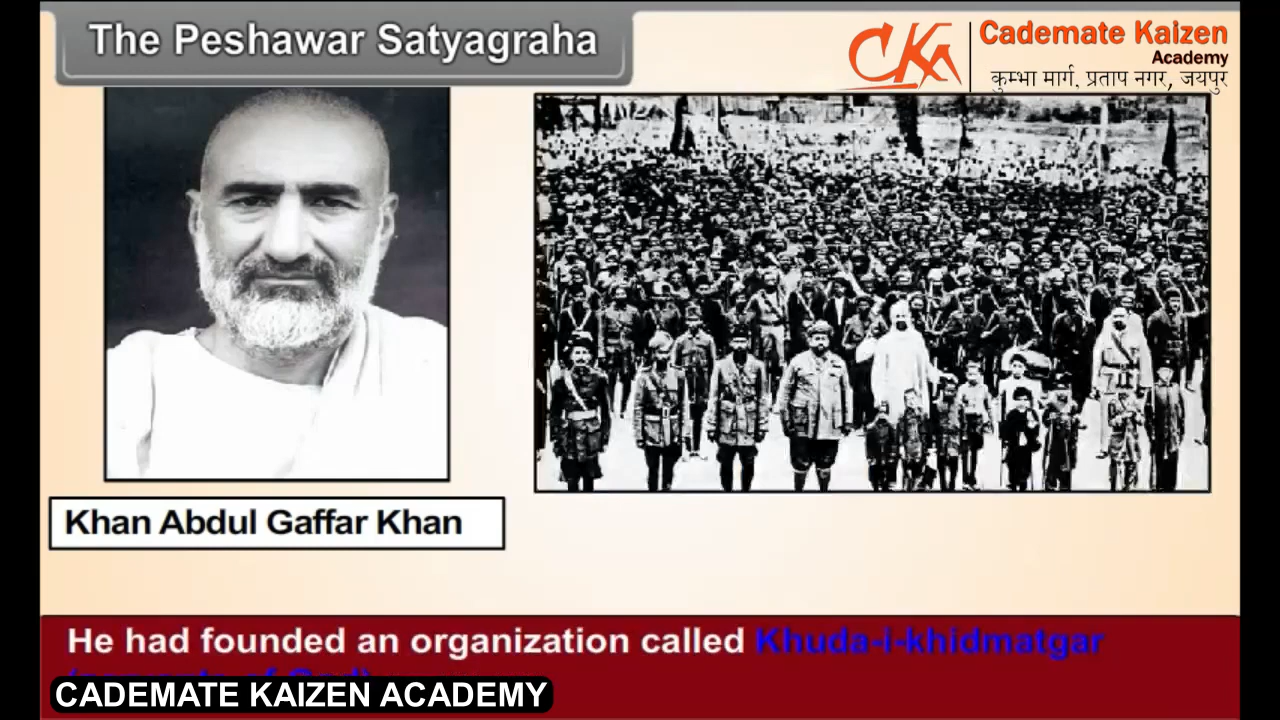 The Peshawar Satyagraha
CKA
Cademate Kaizen
Academy
कुम्भा मार्ग, प्रताप नगर, जयपुर
Khan Abdul Gaffar Khan
He had founded an organization called Khuda-i-khidmatgar
CADEMATE KAIZEN ACADEMY